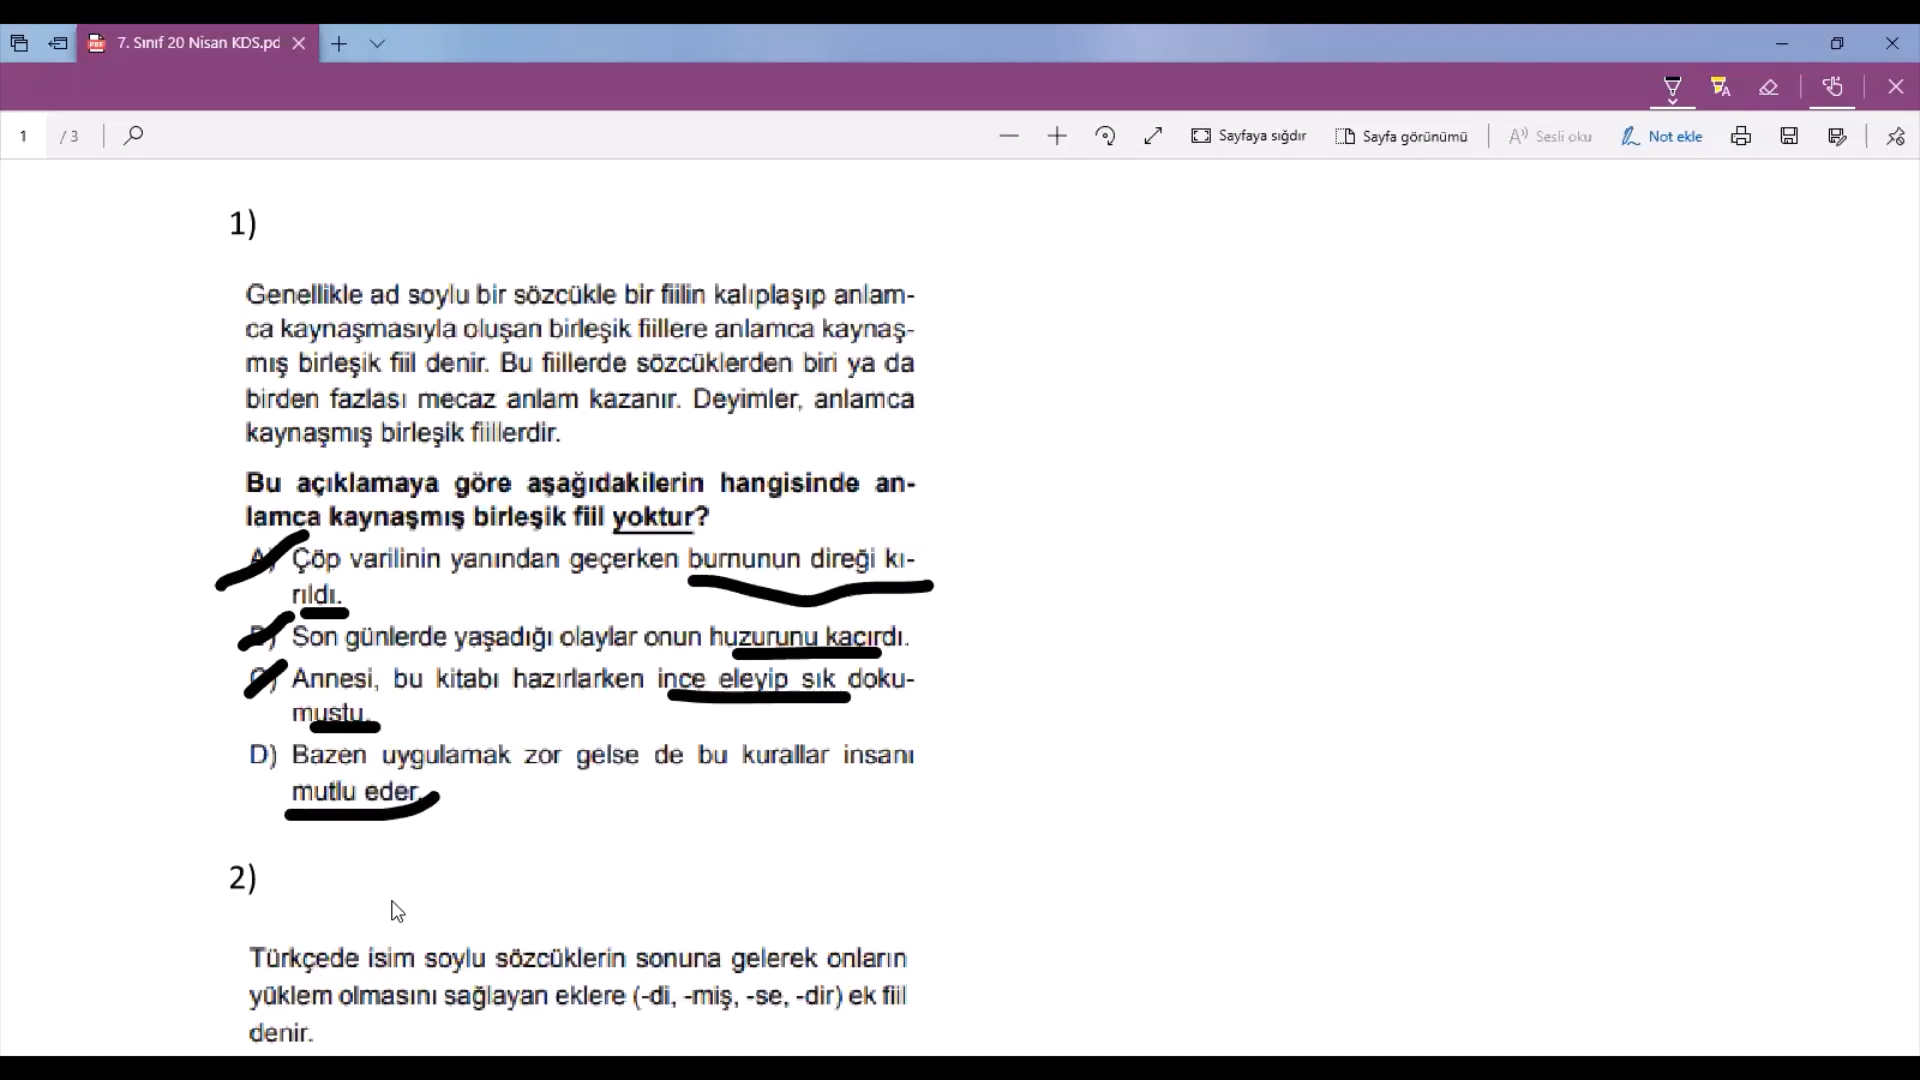 7. Sınıf 20 Nisan KDS.pd
1 / 3
Sayfaya sığdır
Sayfa görünümü
Sesli oku
Not ekle
1)
Genellikle ad soylu bir sözcükle bir fiilin kalıplaşıp anlam-
ca kaynaşmasıyla oluşan birleşik fiillere anlamca kaynaş-
mış birleşik fiil denir. Bu fiillerde sözcüklerden biri ya da
birden fazlası mecaz anlam kazanır. Deyimler, anlamca
kaynaşmış birleşik fiillerdir.
Bu açıklamaya göre aşağıdakilerin hangisinde an-
lamca kaynaşmış birleşik fiil yoktur?
A) Çöp varilinin yanından geçerken burnunun direği kı-
rıldı.
B) Son günlerde yaşadığı olaylar onun huzurunu kaçırdı.
C) Annesi, bu kitabı hazırlarken ince eleyip sık doku-
muştu.
D) Bazen uygulamak zor gelse de bu kurallar insanı
mutlu eder.
2)
Türkçede isim soylu sözcüklerin sonuna gelerek onların
yüklem olmasını sağlayan eklere (-di, -miş, -se, -dir) ek fiil
denir.